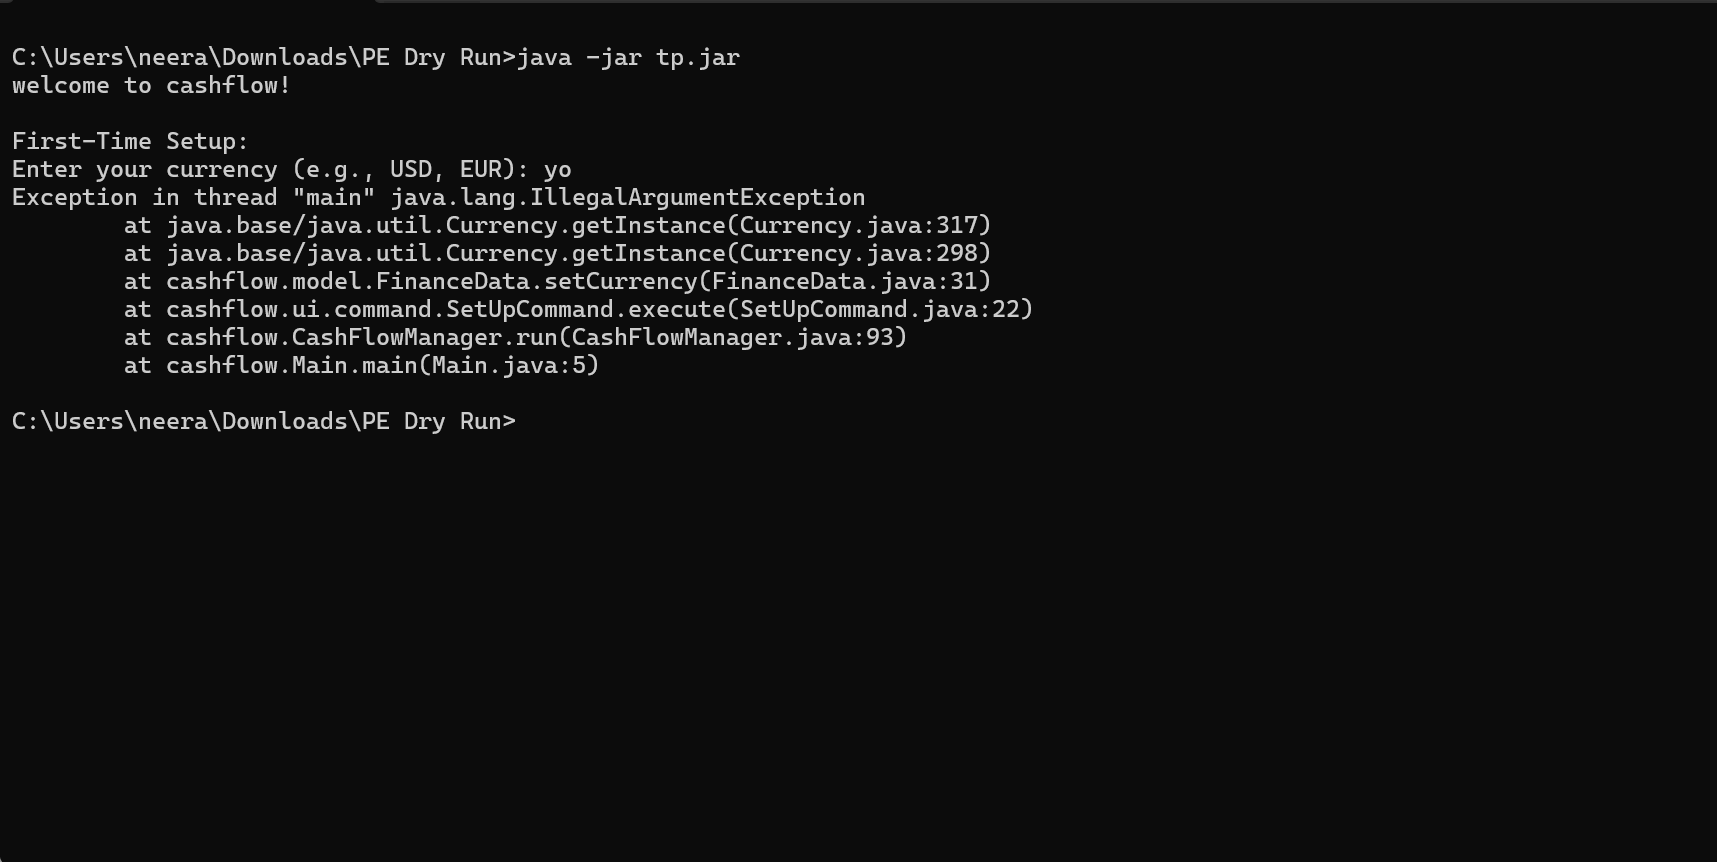 C:\Users\neera\Downloads\PE Dry Run>java -jar tp.jar
welcome to cashflow!
First-Time Setup:
Enter your currency (e.g., USD, EUR): yo
Exception in thread "main" java.lang.IllegalArgumentException
at java.base/java.util.Currency.getInstance(Currency.java:317)
at java.base/java.util.Currency.getInstance(Currency.java:298)
at cashflow.model.FinanceData.setCurrency(FinanceData.java:31)
at cashflow.ui.command.SetUpCommand.execute(SetUpCommand.java:22)
at cashflow.CashFlowManager.run(CashFlowManager.java:93)
at cashflow.Main.main(Main.java:5)
C:\Users\neera\Downloads\PE Dry Run>